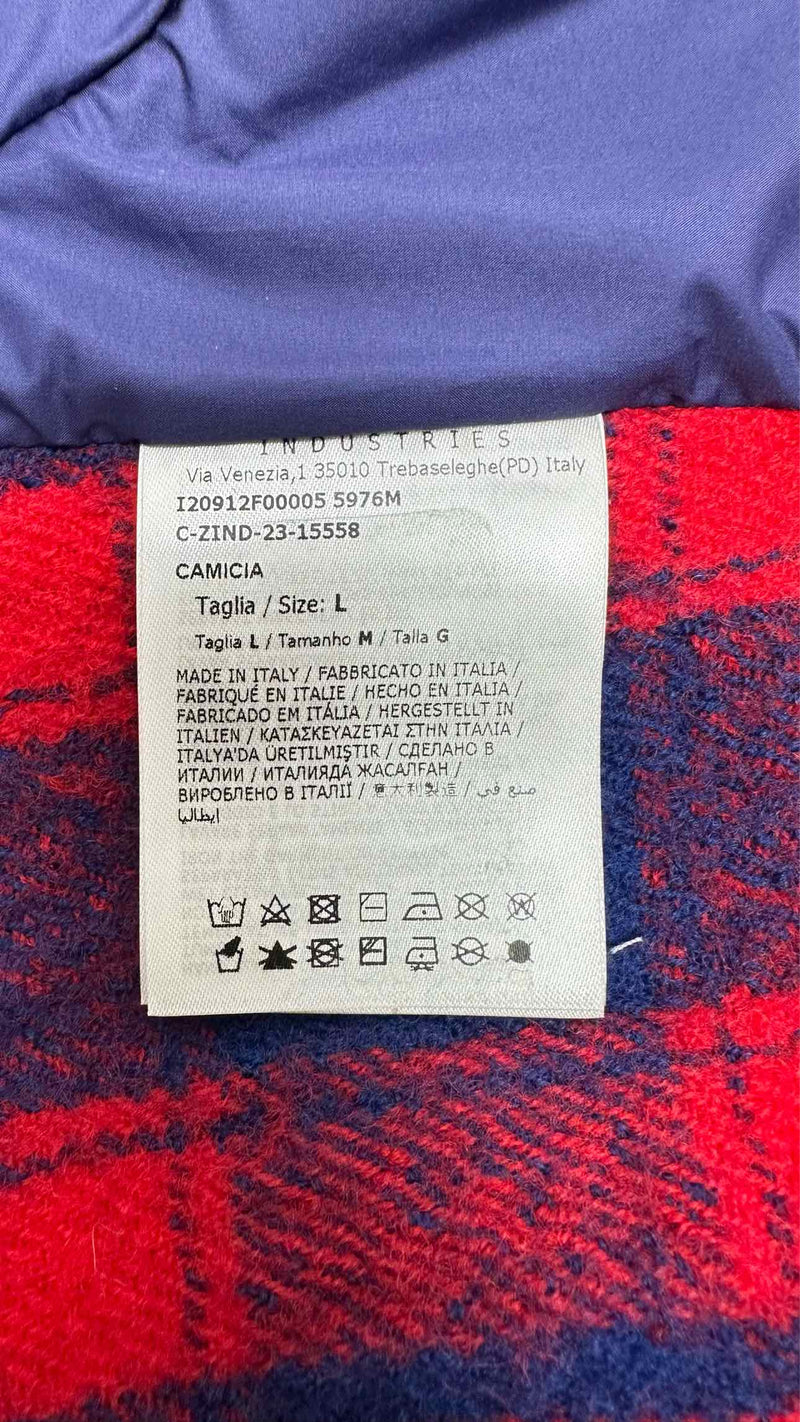 INDUSTRIES
Via Venezia,1 35010 Trebaseleghe(PD) Italy
I20912F00005 5976M
C-ZIND-23-15558
CAMICIA
Taglia / Size: L
Taglia L / Tamanho M / Talla G
MADE IN ITALY / FABBRICATO IN ITALIA /
FABRIQUÉ EN ITALIE / HECHO EN ITALIA /
FABRICADO EM ITÁLIA / HERGESTELLT IN
ITALIEN / ΚΑΤΑΣΚΕΥΑΖΕΤΑΙ ΣΤΗΝ ΙΤΑΛΙΑ /
ITALYA'DA ÜRETILMIŞTIR / СДЕЛАНО В
ИТАЛИИ / ИТАЛИЯДА ЖАСАЛҒАН /
ВИРОБЛЕНО В ІТАЛІЇ / 意大利製造 / صنع في
إيطاليا